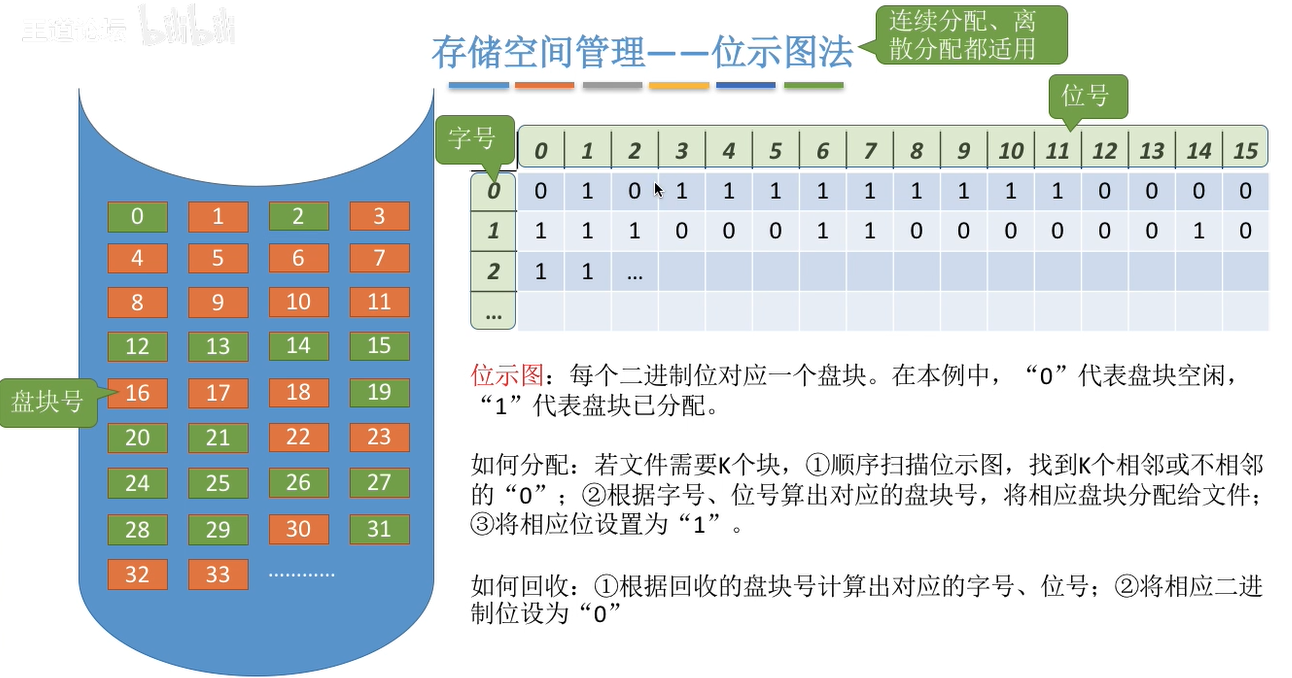 王道论坛 bilibili
存储空间管理——位示图法
连续分配、离
散分配都适用
位号
字号
0 1 2 3 4 5 6 7 8 9 10 11 12 13 14 15
0 0 1 0 1 1 1 1 1 1 1 1 1 0 0 0 0
1 1 1 1 0 0 0 1 1 0 0 0 0 0 0 1 0
2 1 1 …
…
0 1 2 3
4 5 6 7
8 9 10 11
12 13 14 15
盘块号
16 17 18 19
20 21 22 23
24 25 26 27
28 29 30 31
32 33 …………
位示图：每个二进制位对应一个盘块。在本例中，“0”代表盘块空闲，
“1”代表盘块已分配。
如何分配：若文件需要K个块，①顺序扫描位示图，找到K个相邻或不相邻
的“0”；②根据字号、位号算出对应的盘块号，将相应盘块分配给文件；
③将相应位设置为“1”。
如何回收：①根据回收的盘块号计算出对应的字号、位号；②将相应二进
制位设为“0”